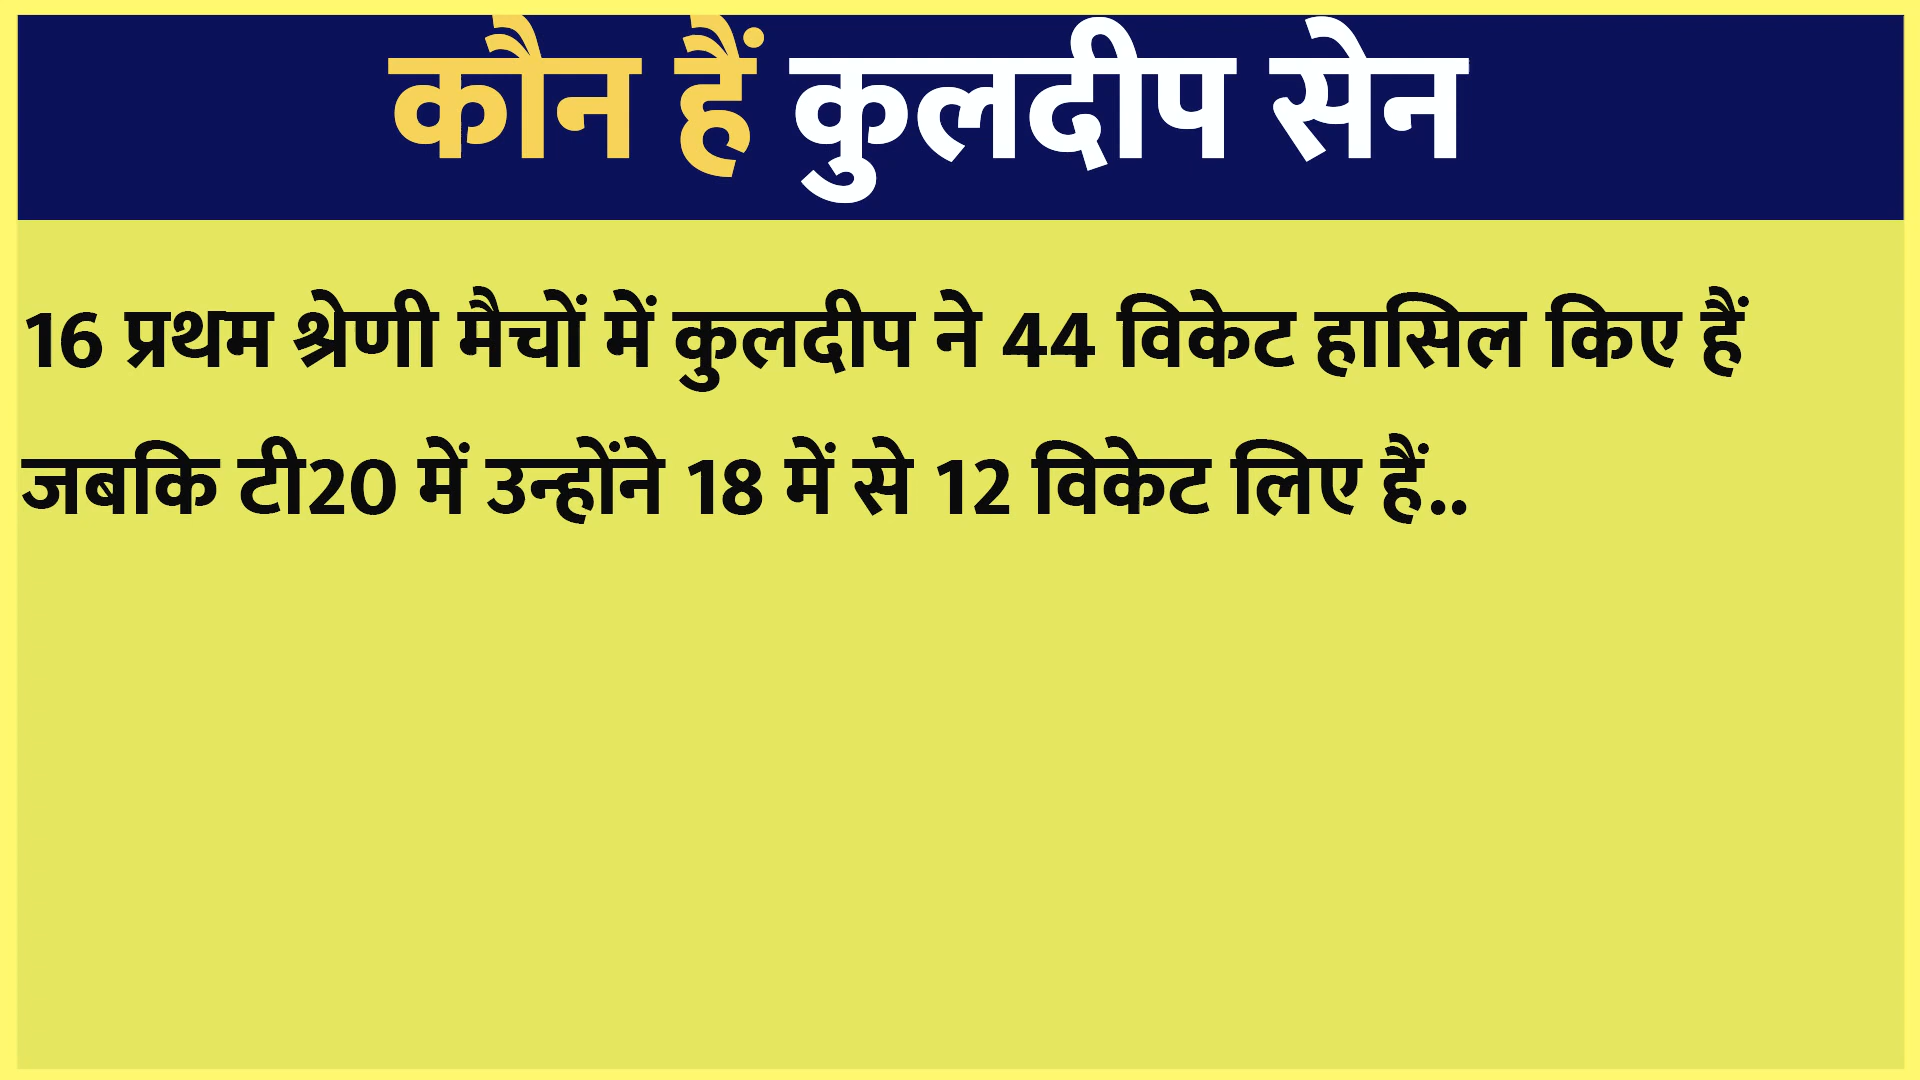 कौन हैं कुलदीप सेन
16 प्रथम श्रेणी मैचों में कुलदीप ने 44 विकेट हासिल किए हैं
जबकि टी20 में उन्होंने 18 में से 12 विकेट लिए हैं..